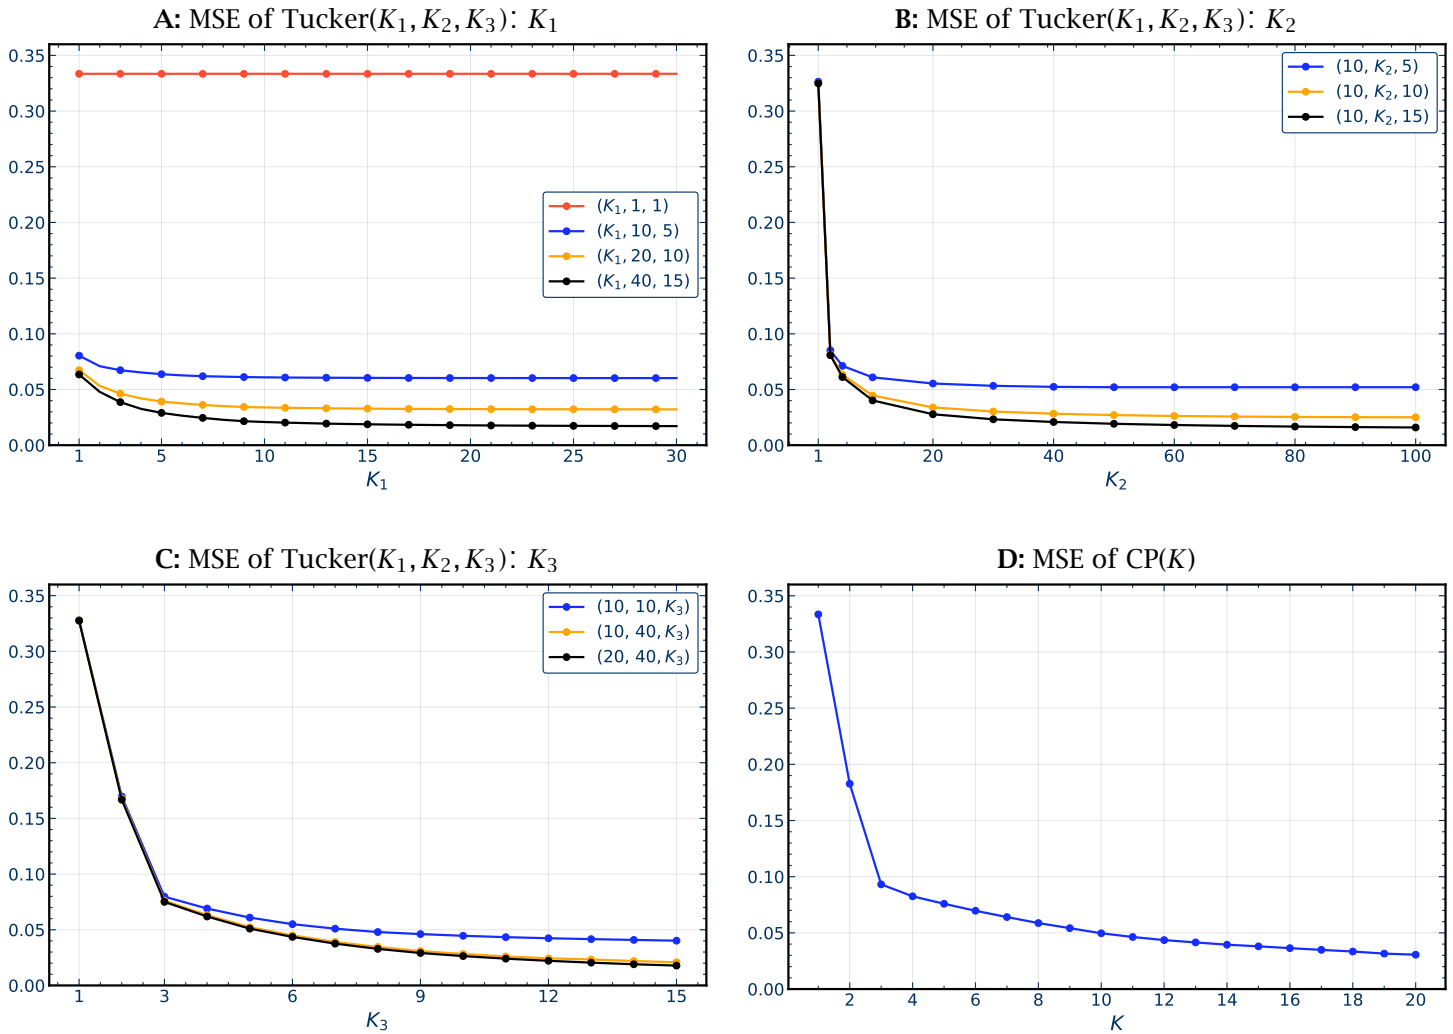 A: MSE of Tucker(K₁, K₂, K₃): K₁
0.35
0.30
0.25
0.20
0.15
0.10
0.05
0.00
(K₁, 1, 1)
(K₁, 10, 5)
(K₁, 20, 10)
(K₁, 40, 15)
1 5 10 15 20 25 30
K₁
B: MSE of Tucker(K₁, K₂, K₃): K₂
0.35
0.30
0.25
0.20
0.15
0.10
0.05
0.00
(10, K₂, 5)
(10, K₂, 10)
(10, K₂, 15)
1 20 40 60 80 100
K₂
C: MSE of Tucker(K₁, K₂, K₃): K₃
0.35
0.30
0.25
0.20
0.15
0.10
0.05
0.00
(10, 10, K₃)
(10, 40, K₃)
(20, 40, K₃)
1 3 6 9 12 15
K₃
D: MSE of CP(K)
0.35
0.30
0.25
0.20
0.15
0.10
0.05
0.00
2 4 6 8 10 12 14 16 18 20
K